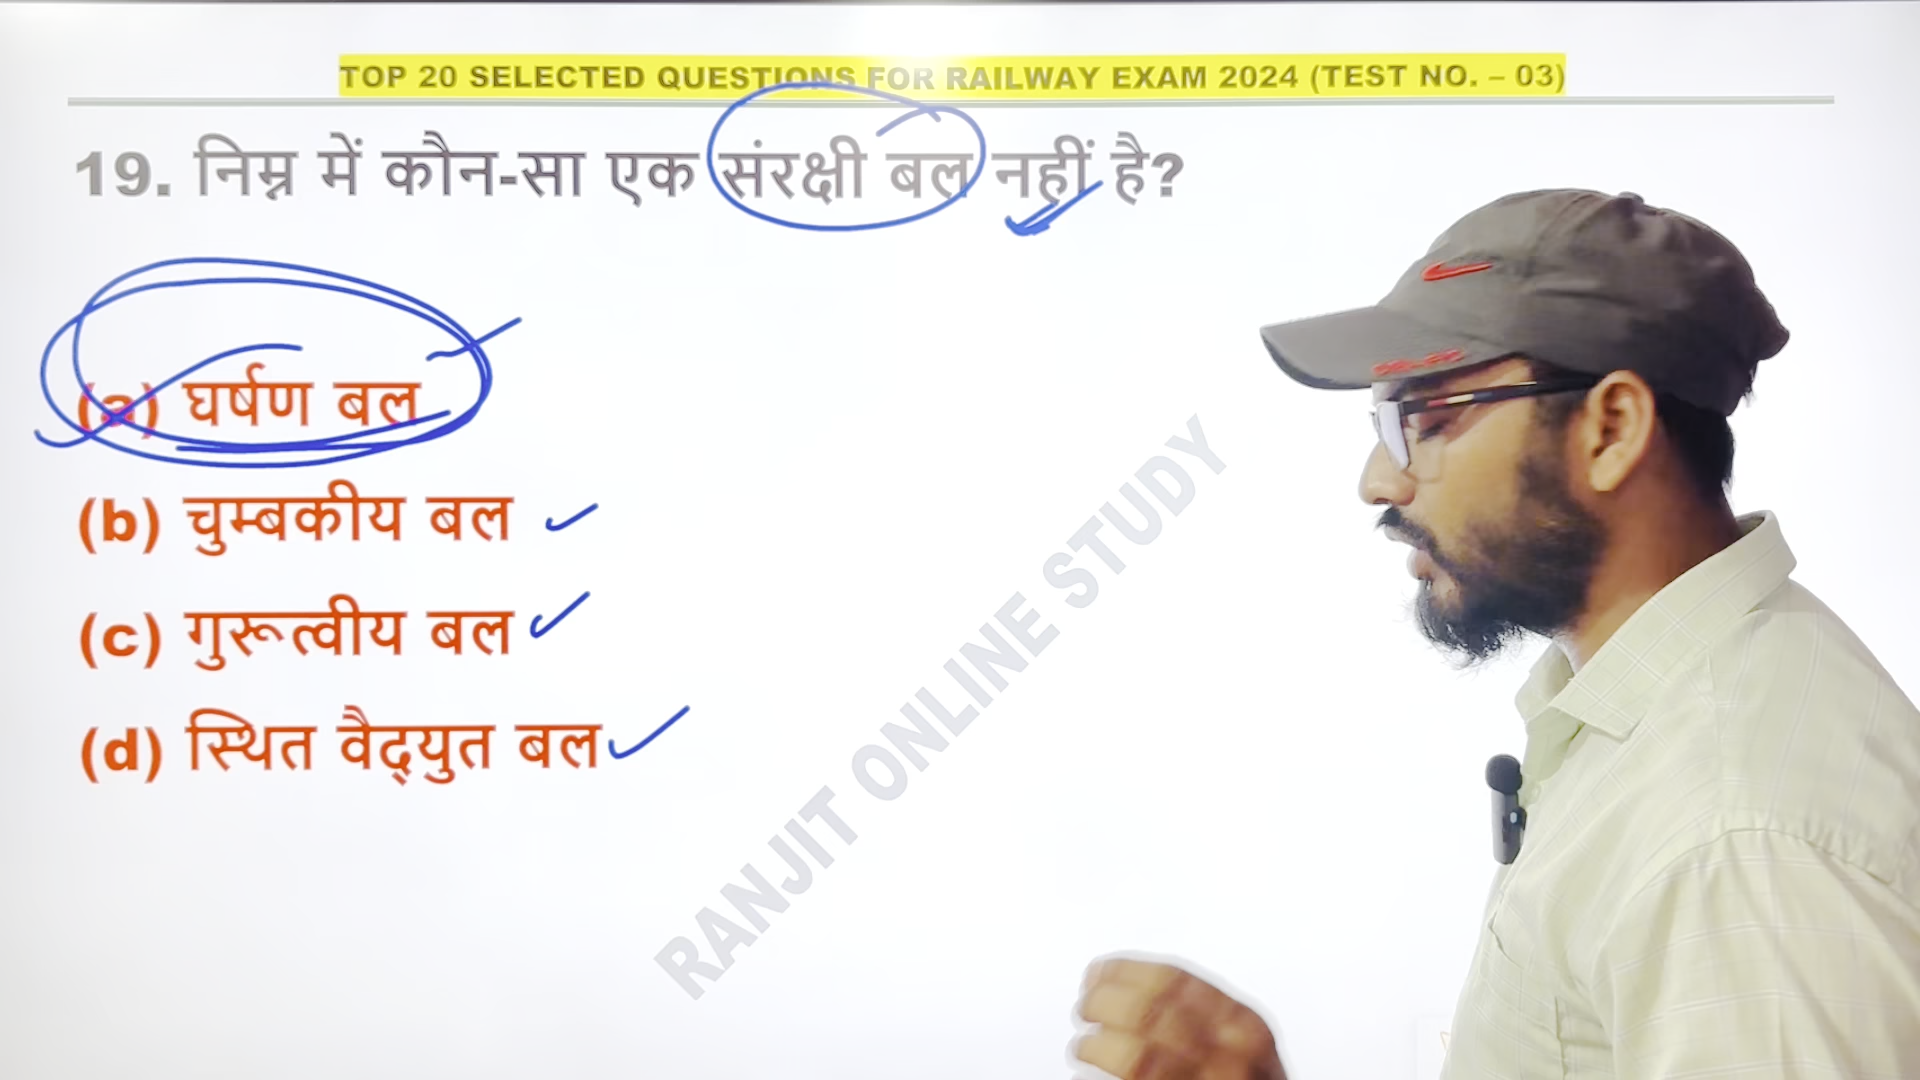 TOP 20 SELECTED QUESTIONS FOR RAILWAY EXAM 2024 (TEST NO. – 03)
19. निम्न में कौन-सा एक संरक्षी बल नहीं है?
(a) घर्षण बल
(b) चुम्बकीय बल
(c) गुरूत्वीय बल
(d) स्थित वैद्युत बल
RANJIT ONLINE STUDY